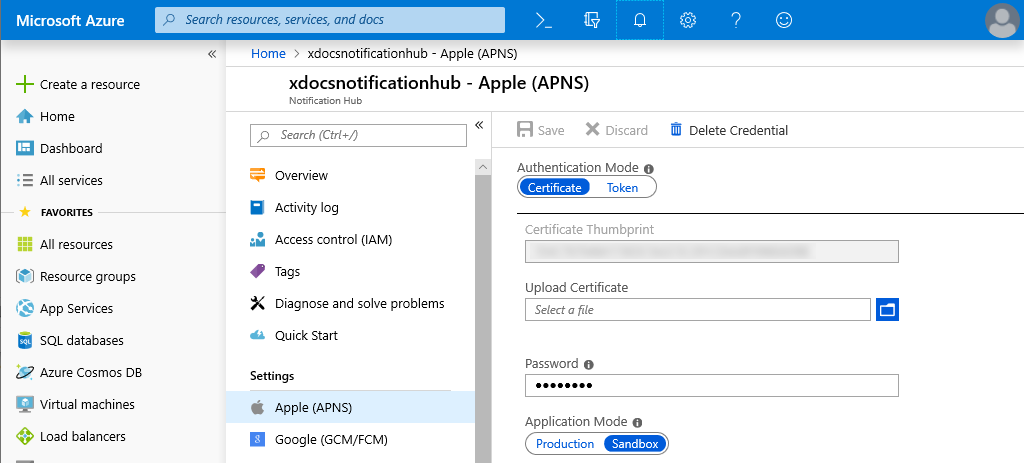 Microsoft Azure
Search resources, services, and docs
Home > xdocsnotificationhub - Apple (APNS)
xdocsnotificationhub - Apple (APNS)
Notification Hub
Create a resource
Home
Dashboard
All services
FAVORITES
All resources
Resource groups
App Services
SQL databases
Azure Cosmos DB
Virtual machines
Load balancers
Search (Ctrl+/)
Overview
Activity log
Access control (IAM)
Tags
Diagnose and solve problems
Quick Start
Settings
Apple (APNS)
Google (GCM/FCM)
Save Discard Delete Credential
Authentication Mode
Certificate Token
Certificate Thumbprint
Upload Certificate
Select a file
Password
Application Mode
Production Sandbox